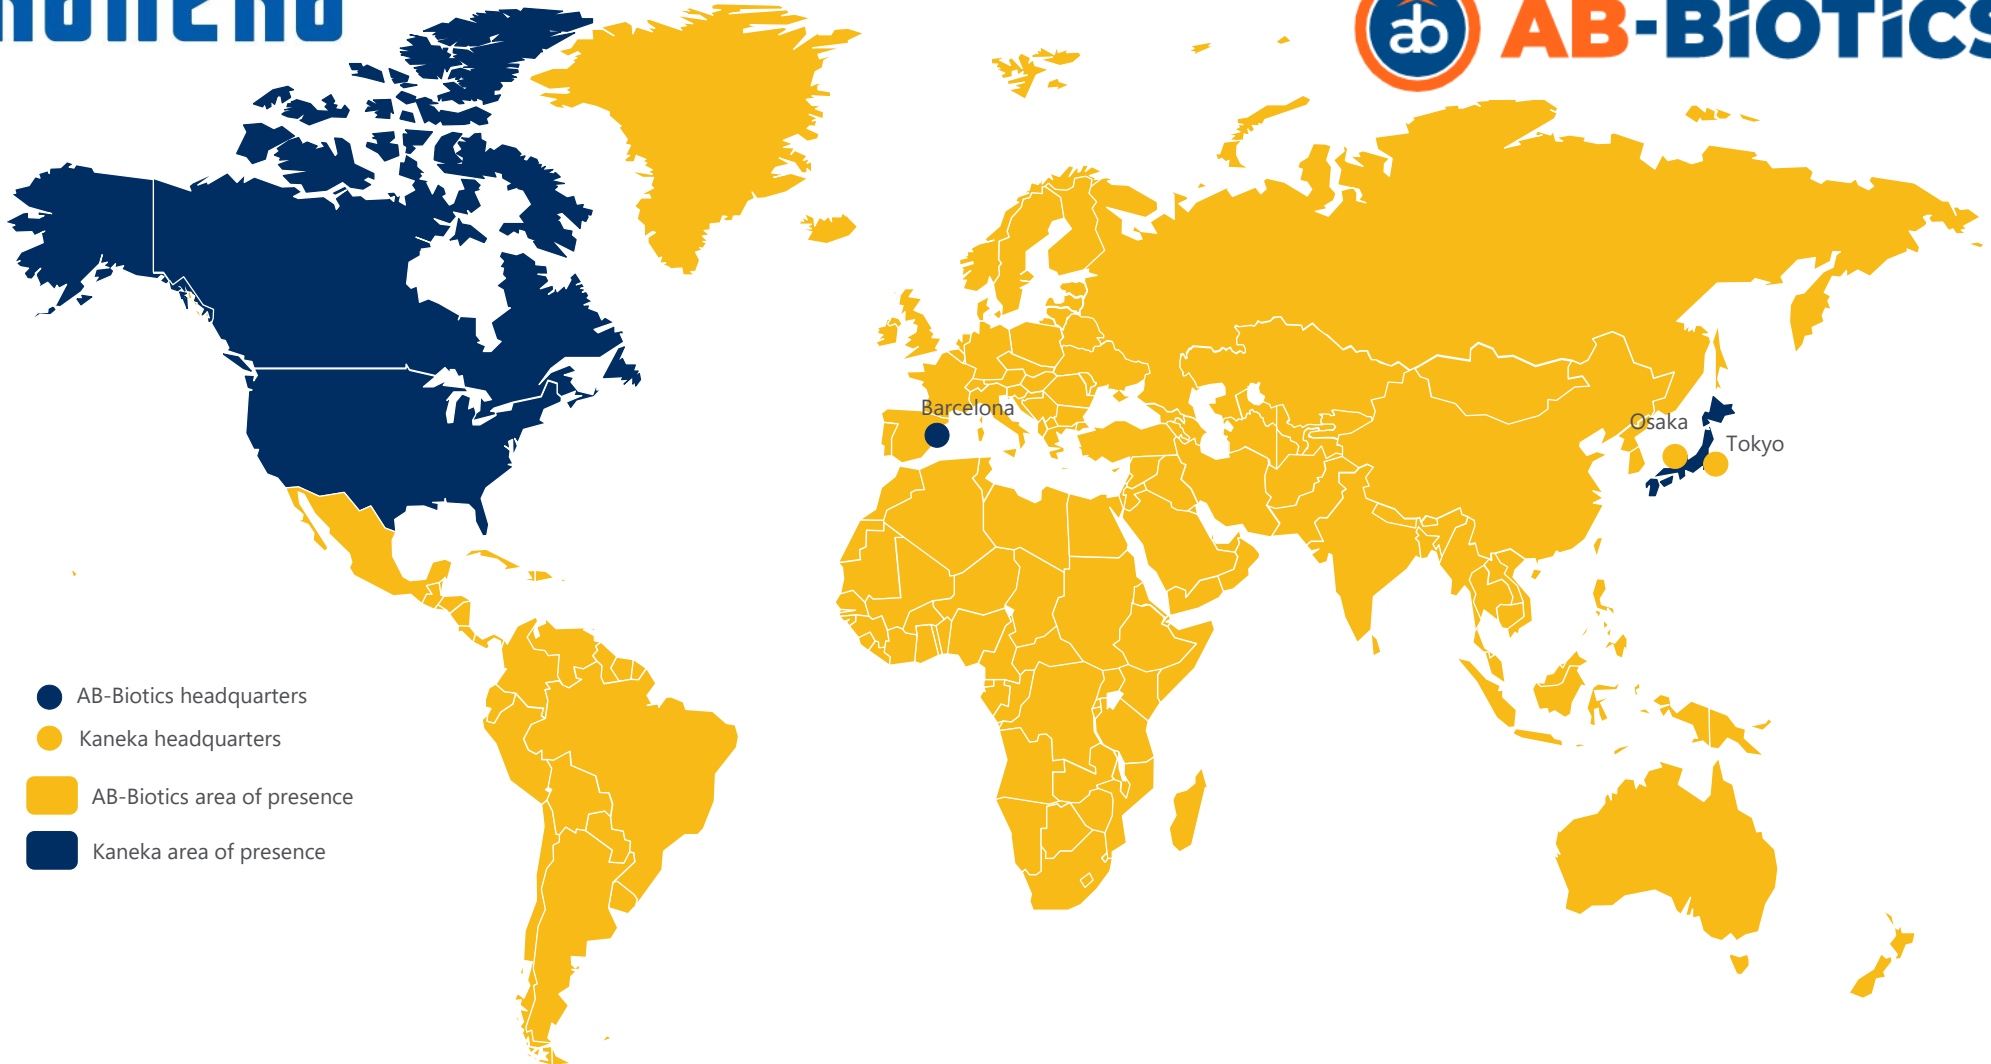 ab AB-BiOTiCS
Barcelona
Osaka
Tokyo
AB-Biotics headquarters
Kaneka headquarters
AB-Biotics area of presence
Kaneka area of presence